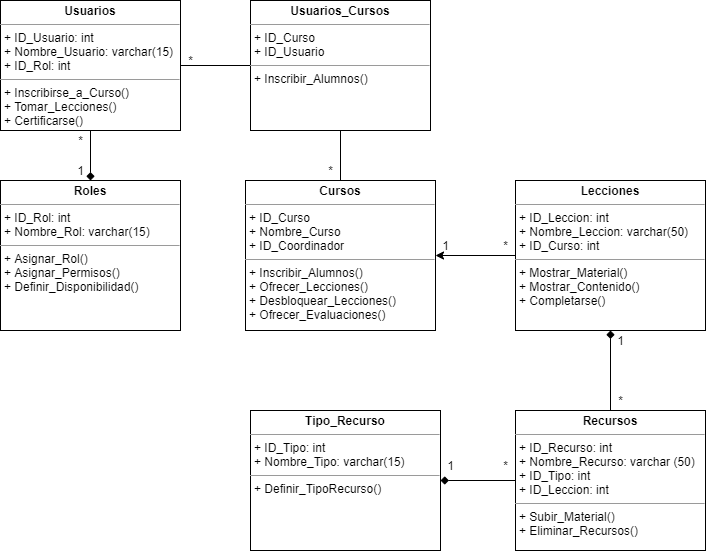 Usuarios
+ ID_Usuario: int
+ Nombre_Usuario: varchar(15)
+ ID_Rol: int
+ Inscribirse_a_Curso()
+ Tomar_Lecciones()
+ Certificarse()
*
Usuarios_Cursos
+ ID_Curso
+ ID_Usuario
+ Inscribir_Alumnos()
*
1
*
Roles
+ ID_Rol: int
+ Nombre_Rol: varchar(15)
+ Asignar_Rol()
+ Asignar_Permisos()
+ Definir_Disponibilidad()
Cursos
+ ID_Curso
+ Nombre_Curso
+ ID_Coordinador
+ Inscribir_Alumnos()
+ Ofrecer_Lecciones()
+ Desbloquear_Lecciones()
+ Ofrecer_Evaluaciones()
1
*
Lecciones
+ ID_Leccion: int
+ Nombre_Leccion: varchar(50)
+ ID_Curso: int
+ Mostrar_Material()
+ Mostrar_Contenido()
+ Completarse()
1
*
Tipo_Recurso
+ ID_Tipo: int
+ Nombre_Tipo: varchar(15)
+ Definir_TipoRecurso()
1
*
Recursos
+ ID_Recurso: int
+ Nombre_Recurso: varchar (50)
+ ID_Tipo: int
+ ID_Leccion: int
+ Subir_Material()
+ Eliminar_Recursos()